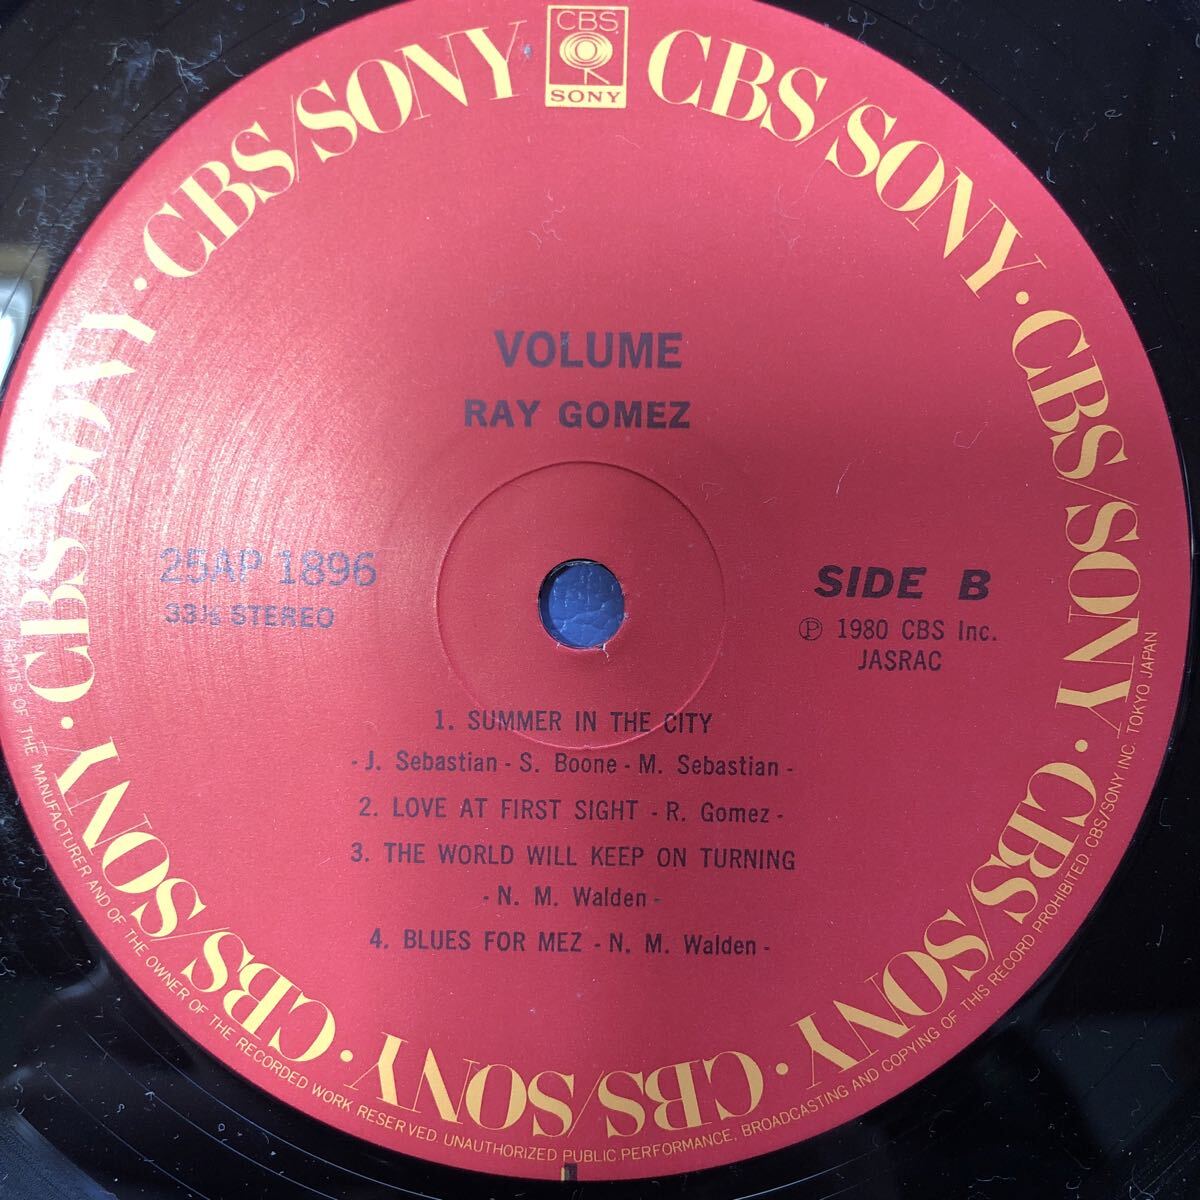 CBS
SONY
CBS/SONY · CBS/SONY · CBS/SONY · CBS/SONY · CBS/SONY · CBS/SONY · CBS/SONY · CBS/SONY
VOLUME
RAY GOMEZ
25AP 1896
33⅓ STEREO
SIDE B
Ⓟ 1980 CBS Inc.
JASRAC
1. SUMMER IN THE CITY
- J. Sebastian - S. Boone - M. Sebastian -
2. LOVE AT FIRST SIGHT - R. Gomez -
3. THE WORLD WILL KEEP ON TURNING
- N. M. Walden -
4. BLUES FOR MEZ - N. M. Walden -
RIGHTS OF THE MANUFACTURER AND OF THE OWNER OF THE RECORDED WORK RESERVED. UNAUTHORIZED PUBLIC PERFORMANCE, BROADCASTING AND COPYING OF THIS RECORD PROHIBITED. CBS/SONY INC. TOKYO JAPAN